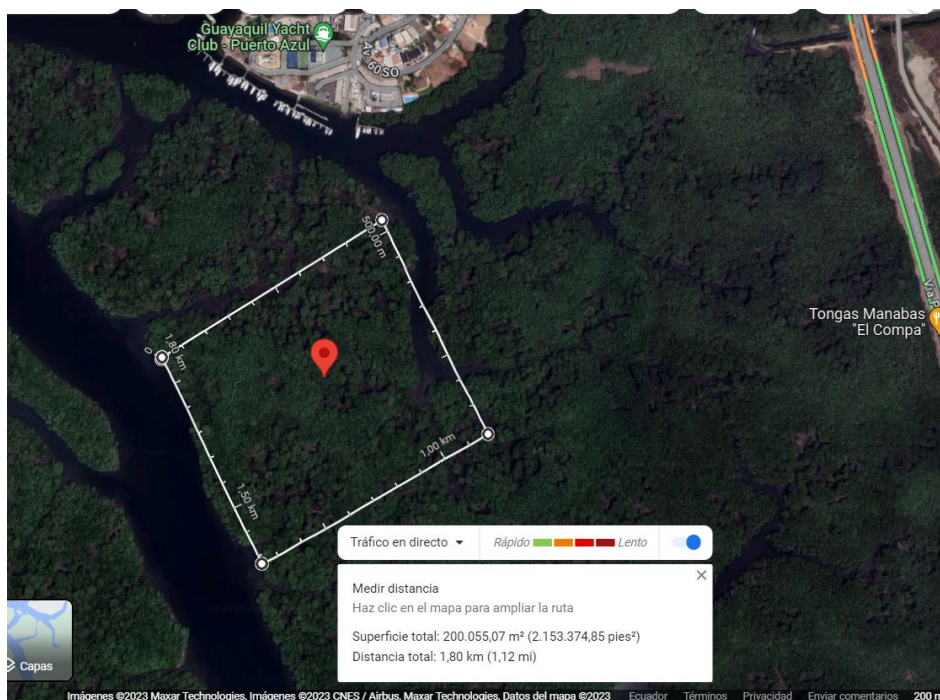 Guayaquil Yacht
Club - Puerto Azul
Av. 60SO
500,00 m
Tongas Manabas
"El Compa"
0
1,80 km
1,00 km
1,50 km
Tráfico en directo
Rápido
Lento
Medir distancia
Haz clic en el mapa para ampliar la ruta
Superficie total: 200.055,07 m² (2.153.374,85 pies²)
Distancia total: 1,80 km (1,12 mi)
Capas
Imágenes ©2023 Maxar Technologies, Imágenes ©2023 CNES / Airbus, Maxar Technologies, Datos del mapa ©2023 Ecuador Términos Privacidad Enviar comentarios 200 m